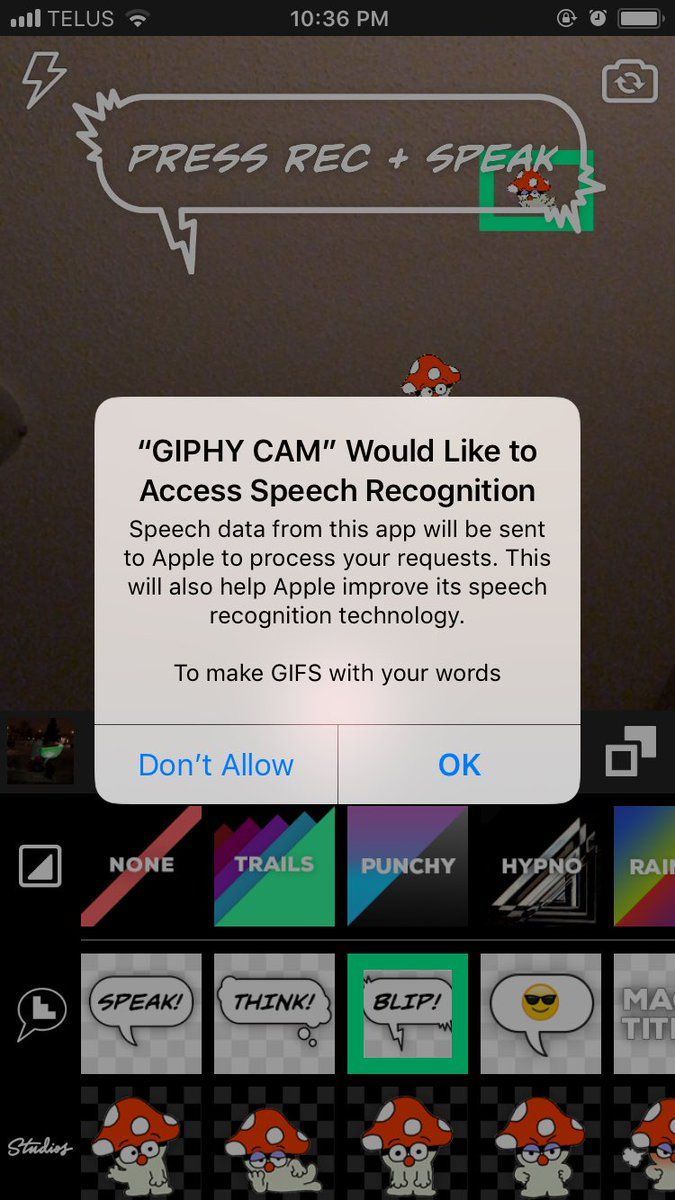 TELUS
10:36 PM
PRESS REC + SPEAK
“GIPHY CAM” Would Like to
Access Speech Recognition
Speech data from this app will be sent
to Apple to process your requests. This
will also help Apple improve its speech
recognition technology.
To make GIFS with your words
Don’t Allow
OK
NONE
TRAILS
PUNCHY
HYPNO
RAI
SPEAK!
THINK!
BLIP!
MA
TIT
Studios